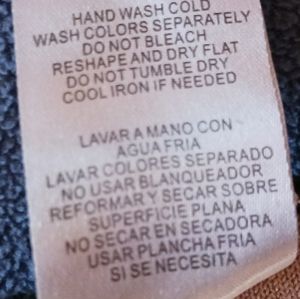 HAND WASH COLD
WASH COLORS SEPARATELY
DO NOT BLEACH
RESHAPE AND DRY FLAT
DO NOT TUMBLE DRY
COOL IRON IF NEEDED
LAVAR A MANO CON
AGUA FRIA
LAVAR COLORES SEPARADO
NO USAR BLANQUEADOR
REFORMAR Y SECAR SOBRE
SUPERFICIE PLANA
NO SECAR EN SECADORA
USAR PLANCHA FRIA
SI SE NECESITA